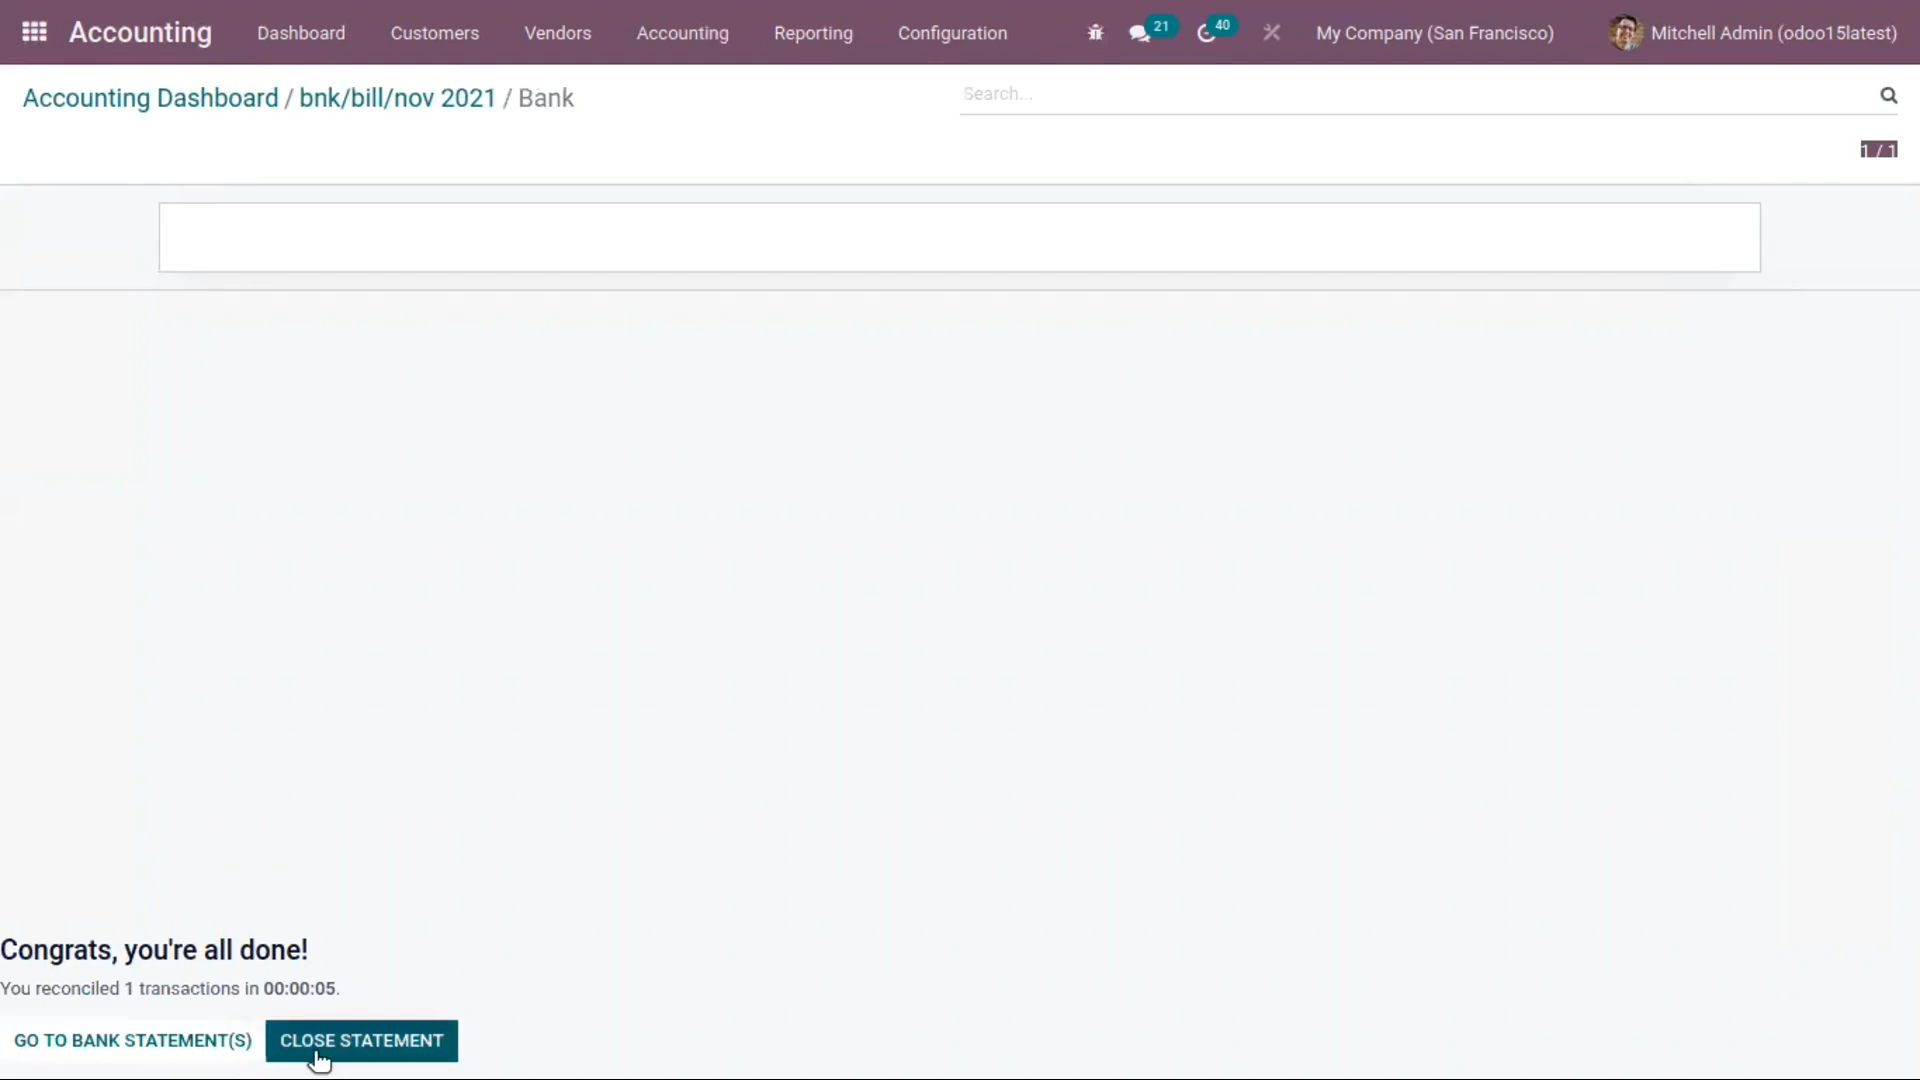 Accounting Dashboard Customers Vendors Accounting Reporting Configuration 21 40 My Company (San Francisco) Mitchell Admin (odoo15latest)
Accounting Dashboard / bnk/bill/nov 2021 / Bank
Search...
1 / 1
Congrats, you're all done!
You reconciled 1 transactions in 00:00:05.
GO TO BANK STATEMENT(S) CLOSE STATEMENT